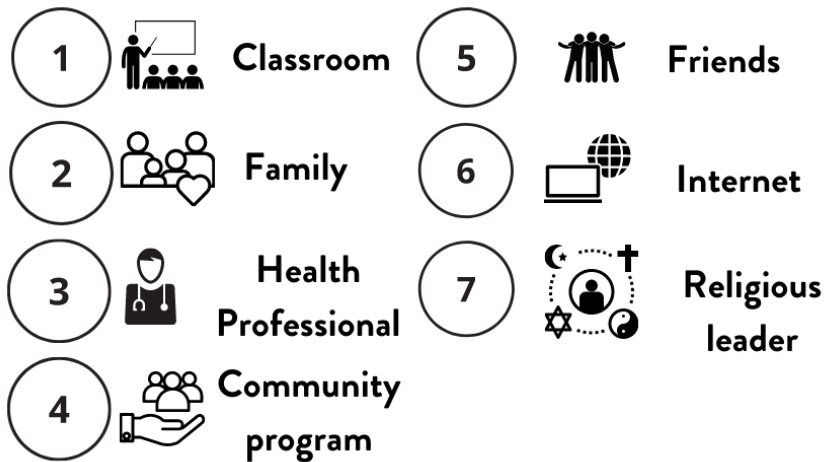 1
Classroom
2
Family
3
Health
Professional
4
Community
program
5
Friends
6
Internet
7
Religious
leader